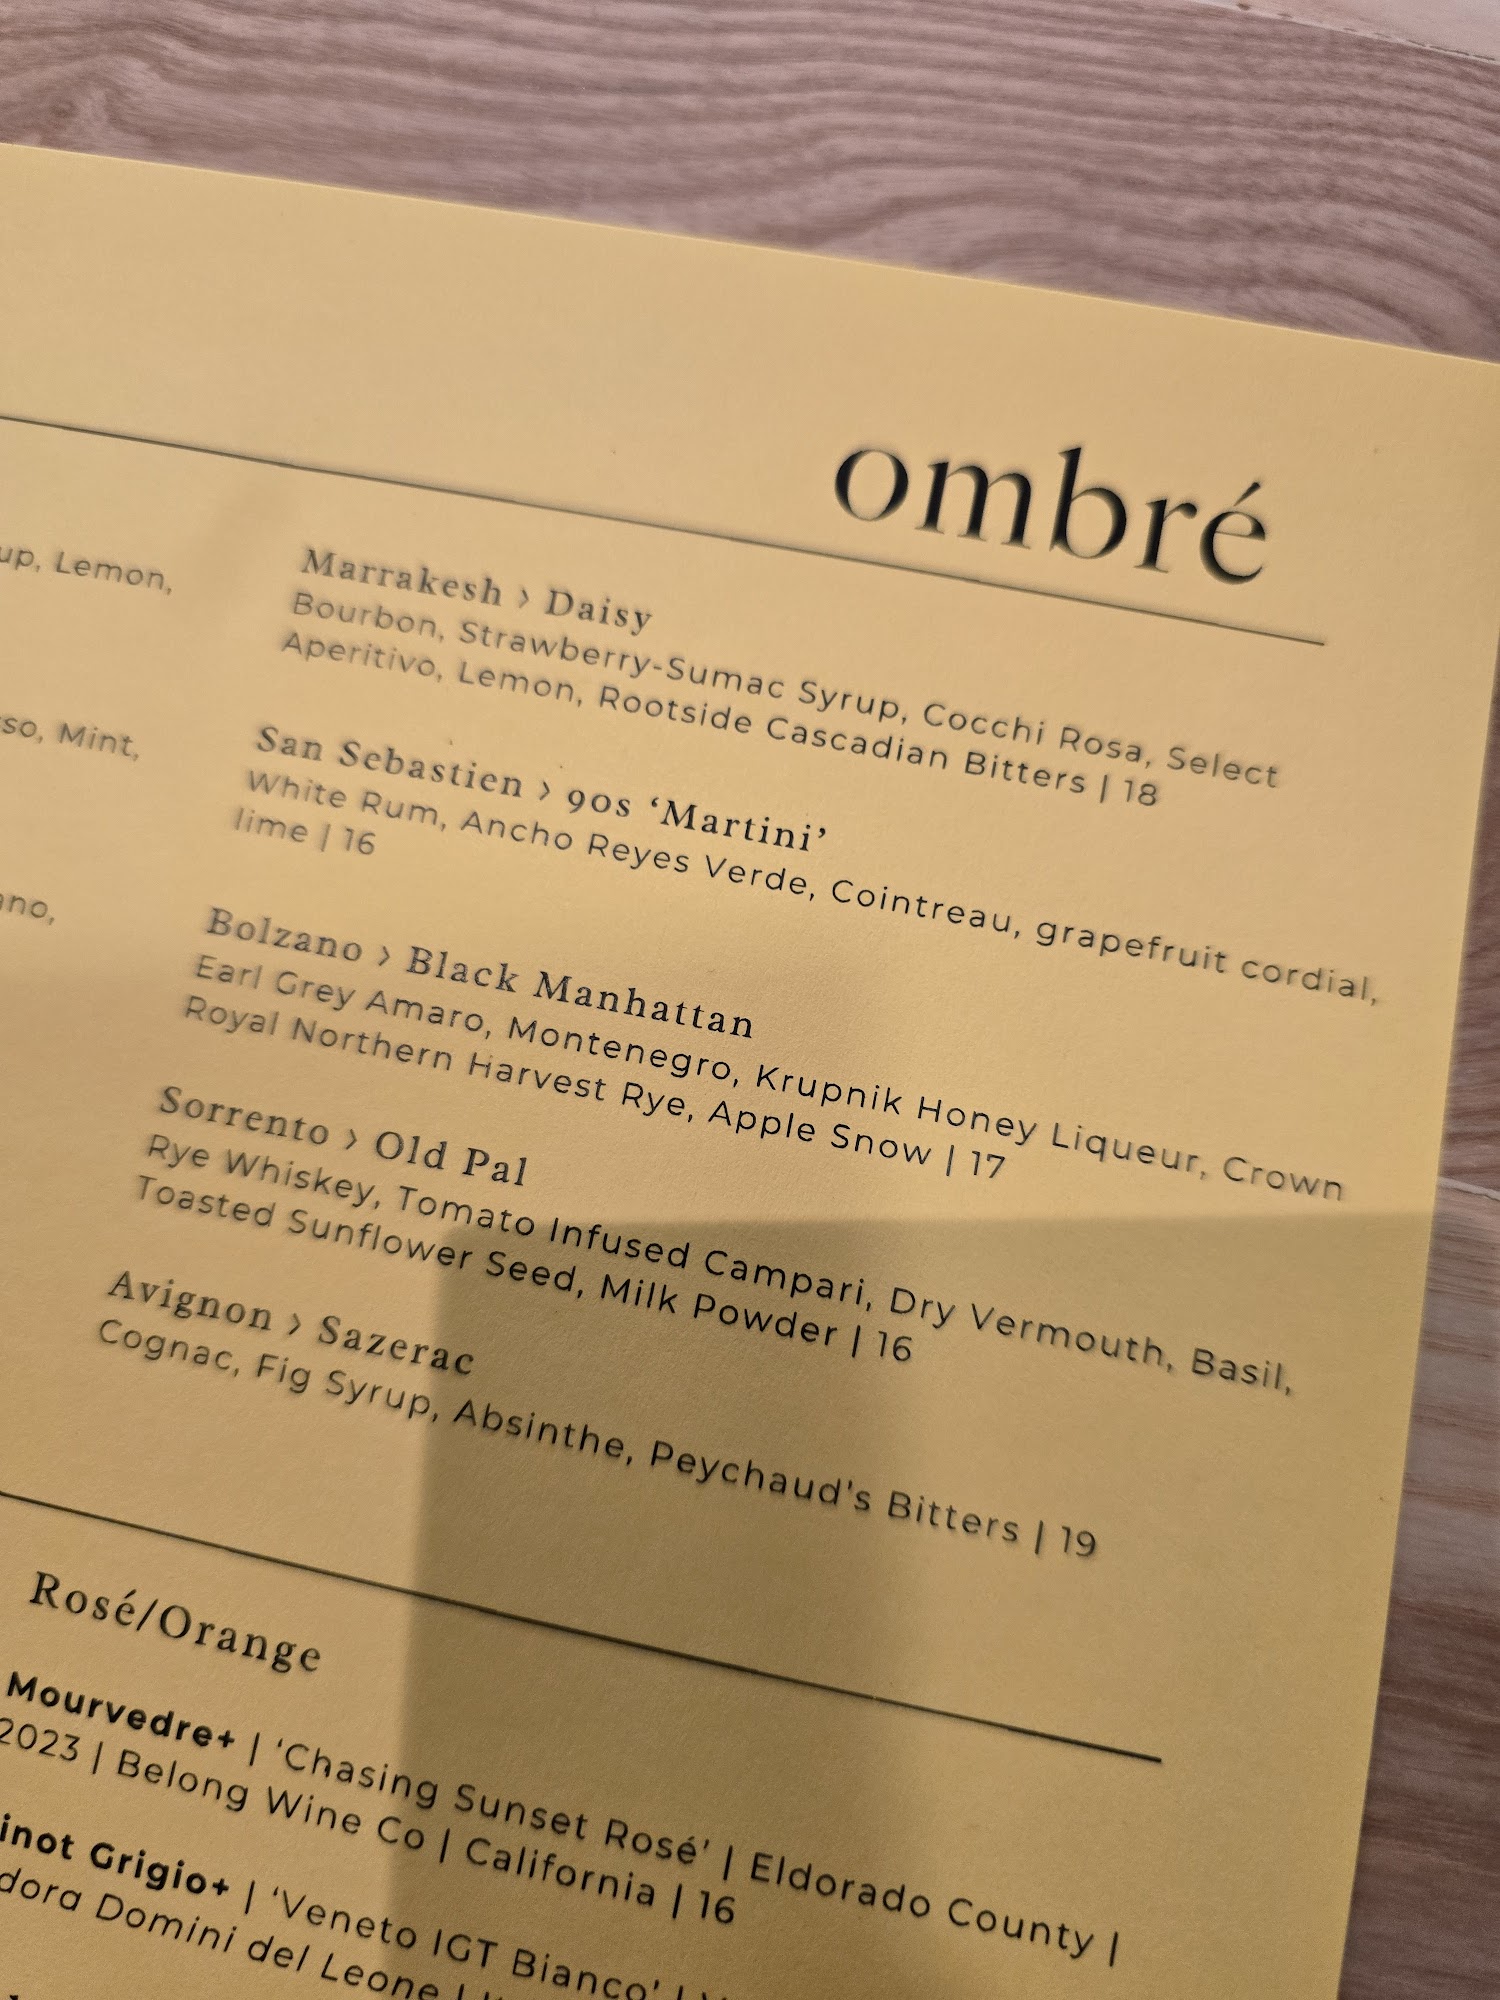 ombré
up, Lemon,
Marrakesh › Daisy
Bourbon, Strawberry-Sumac Syrup, Cocchi Rosa, Select
Aperitivo, Lemon, Rootside Cascadian Bitters | 18
so, Mint,
San Sebastien › 90s ‘Martini’
White Rum, Ancho Reyes Verde, Cointreau, grapefruit cordial,
lime | 16
ano,
Bolzano › Black Manhattan
Earl Grey Amaro, Montenegro, Krupnik Honey Liqueur, Crown
Royal Northern Harvest Rye, Apple Snow | 17
Sorrento › Old Pal
Rye Whiskey, Tomato Infused Campari, Dry Vermouth, Basil,
Toasted Sunflower Seed, Milk Powder | 16
Avignon › Sazerac
Cognac, Fig Syrup, Absinthe, Peychaud's Bitters | 19
Rosé/Orange
Mourvedre+ | ‘Chasing Sunset Rosé’ | Eldorado County |
2023 | Belong Wine Co | California | 16
inot Grigio+ | ‘Veneto IGT Bianco’ |
dora Domini del Leone |